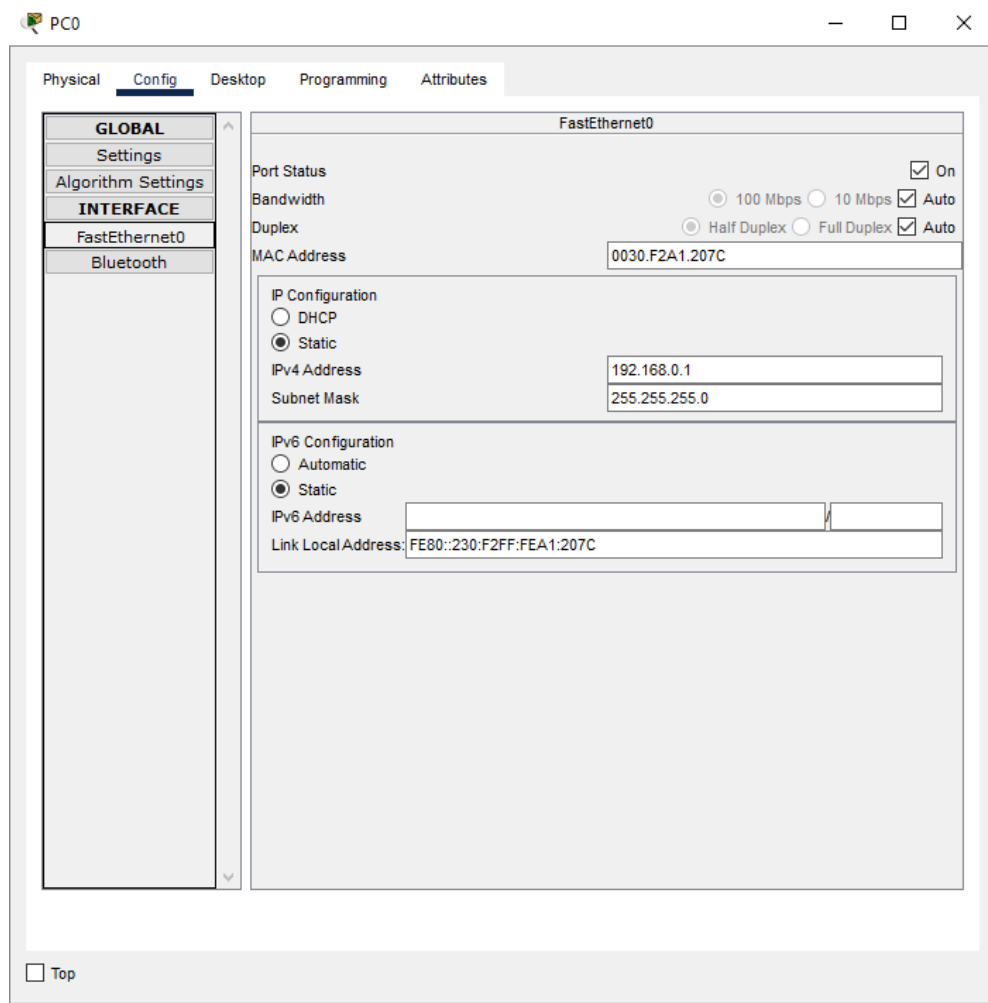 PC0
Physical Config Desktop Programming Attributes
GLOBAL
Settings
Algorithm Settings
INTERFACE
FastEthernet0
Bluetooth
FastEthernet0
Port Status On
Bandwidth 100 Mbps 10 Mbps Auto
Duplex Half Duplex Full Duplex Auto
MAC Address 0030.F2A1.207C
IP Configuration
DHCP
Static
IPv4 Address 192.168.0.1
Subnet Mask 255.255.255.0
IPv6 Configuration
Automatic
Static
IPv6 Address /
Link Local Address: FE80::230:F2FF:FEA1:207C
Top